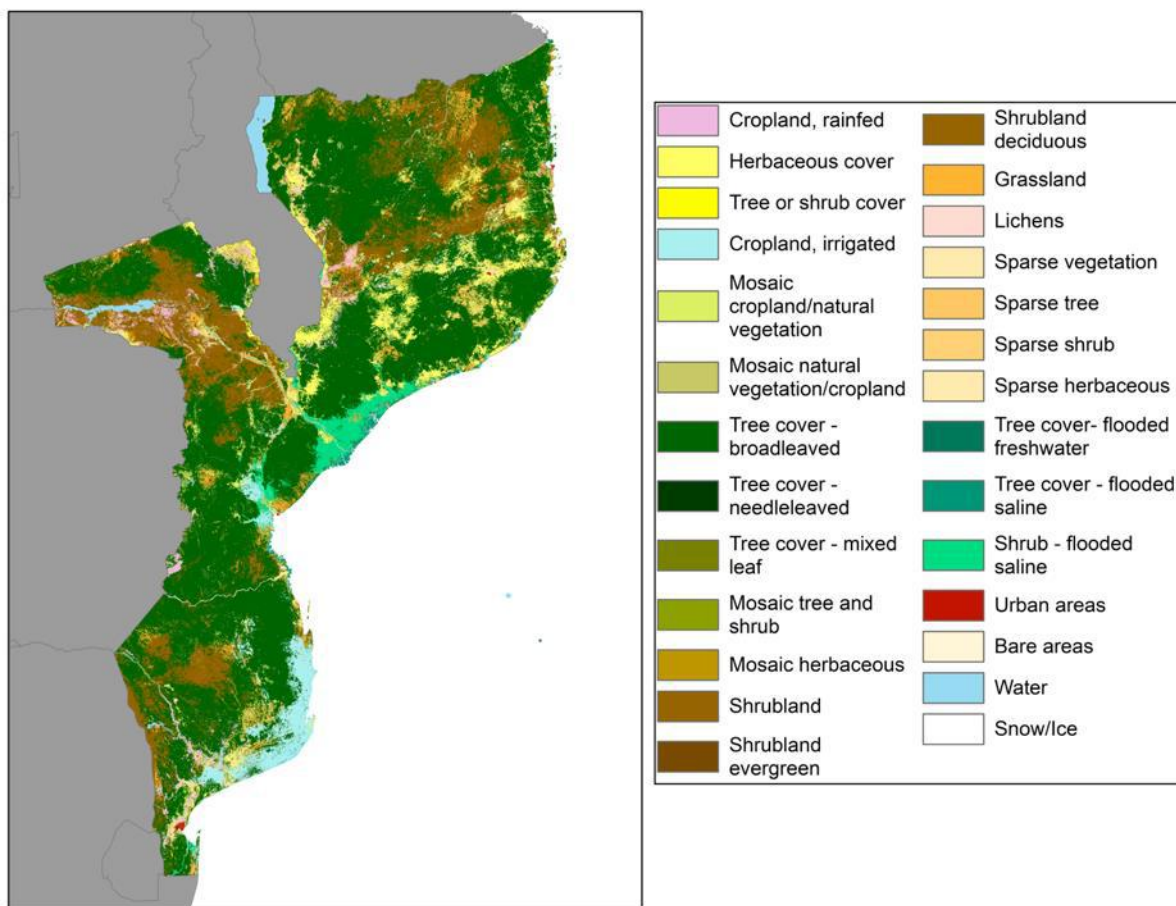 Cropland, rainfed
Herbaceous cover
Tree or shrub cover
Cropland, irrigated
Mosaic
cropland/natural
vegetation
Mosaic natural
vegetation/cropland
Tree cover -
broadleaved
Tree cover -
needleleaved
Tree cover - mixed
leaf
Mosaic tree and
shrub
Mosaic herbaceous
Shrubland
Shrubland
evergreen
Shrubland
deciduous
Grassland
Lichens
Sparse vegetation
Sparse tree
Sparse shrub
Sparse herbaceous
Tree cover- flooded
freshwater
Tree cover - flooded
saline
Shrub - flooded
saline
Urban areas
Bare areas
Water
Snow/Ice